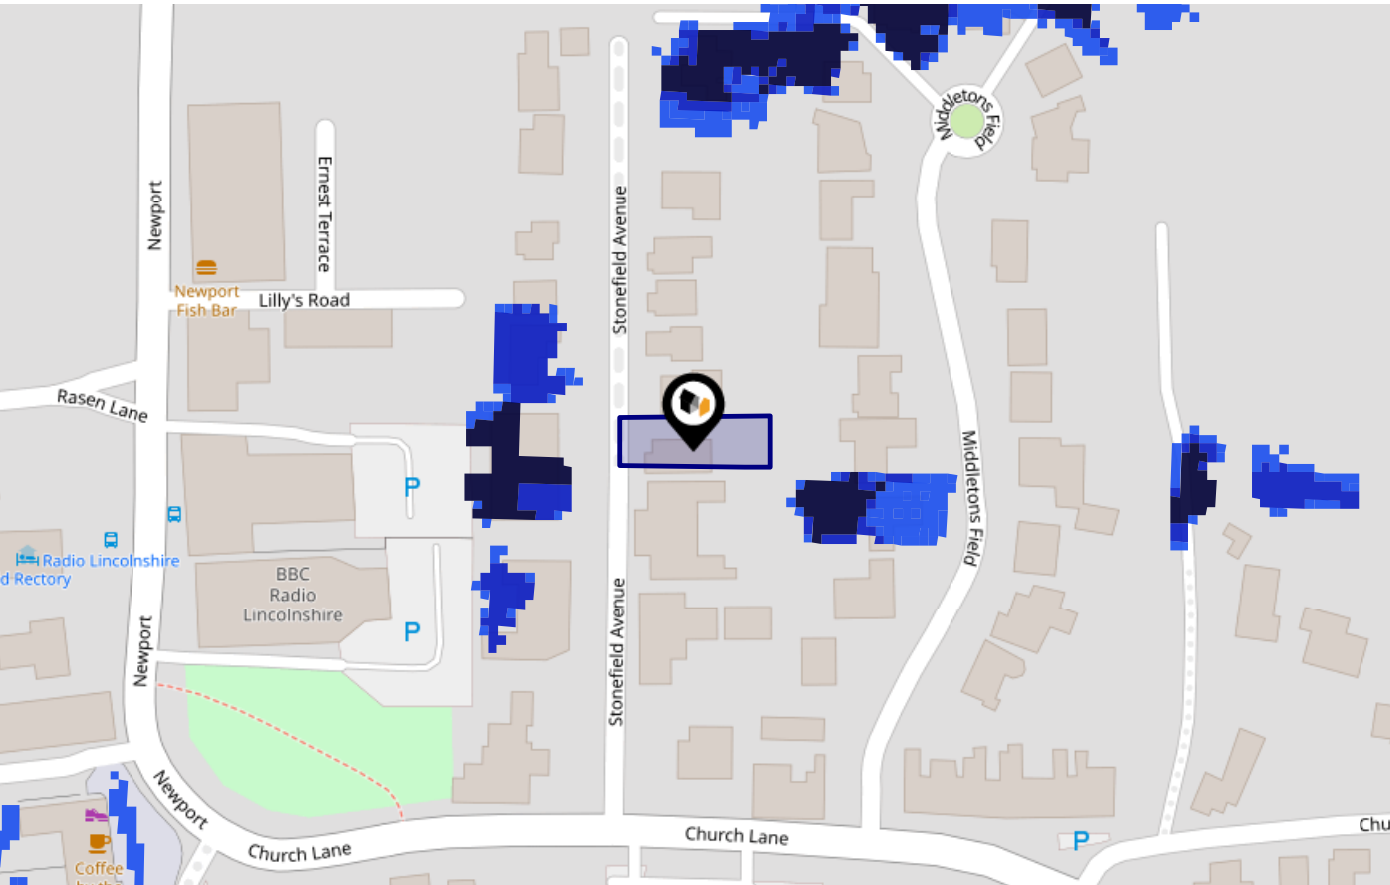 Middletons Field
Ernest Terrace
Newport
Stonefield Avenue
Newport
Fish Bar
Lilly's Road
Rasen Lane
Middletons Field
P
Radio Lincolnshire
d Rectory
BBC
Radio
Lincolnshire
P
Newport
Stonefield Avenue
Newport
Church Lane
Church Lane
P
Chu
Coffee